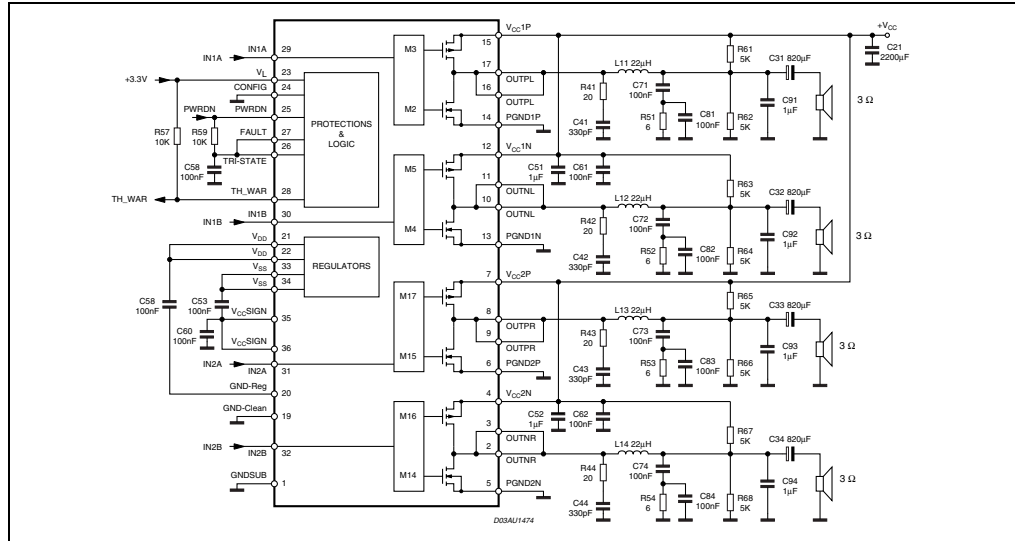 VCC1P
+VCC
IN1A IN1A 29
M3
15
R61 5K
C31 820µF
C21 2200µF
+3.3V
VL 23
CONFIG 24
17
OUTPL
16
OUTPL
L11 22µH
C71 100nF
R41 20
C91 1µF
3 Ω
PWRDN PWRDN 25
PROTECTIONS & LOGIC
M2
14
PGND1P
C41 330pF
R51 6
C81 100nF
R62 5K
R57 10K
R59 10K
FAULT 27
26
TRI-STATE
C58 100nF
12
VCC1N
C51 1µF
C61 100nF
TH_WAR TH_WAR 28
M5
11
OUTNL
10
OUTNL
L12 22µH
R63 5K
C32 820µF
IN1B IN1B 30
M4
13
PGND1N
R42 20
C42 330pF
C72 100nF
R52 6
C82 100nF
R64 5K
C92 1µF
3 Ω
VDD 21
VDD 22
VSS 33
VSS 34
REGULATORS
7
VCC2P
C58 100nF
C53 100nF
VCCSIGN 35
C60 100nF
VCCSIGN 36
M17
8
OUTPR
9
OUTPR
L13 22µH
R65 5K
C33 820µF
IN2A IN2A 31
M15
6
PGND2P
R43 20
C43 330pF
C73 100nF
R53 6
C83 100nF
R66 5K
C93 1µF
3 Ω
GND-Reg 20
GND-Clean 19
4
VCC2N
C52 1µF
C62 100nF
M16
3
OUTNR
2
OUTNR
L14 22µH
R67 5K
C34 820µF
IN2B IN2B 32
M14
5
PGND2N
R44 20
C44 330pF
C74 100nF
R54 6
C84 100nF
R68 5K
C94 1µF
3 Ω
GNDSUB 1
D03AU1474